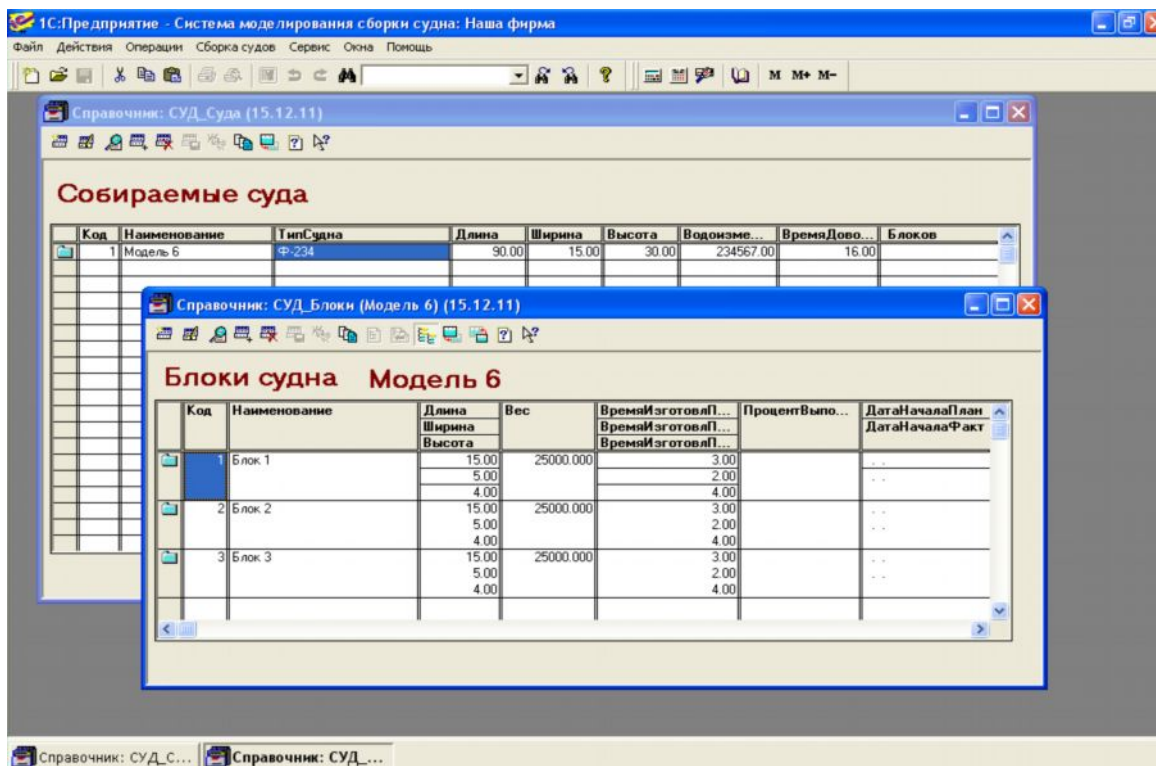 1С:Предприятие - Система моделирования сборки судна: Наша фирма
Файл Действия Операции Сборка судов Сервис Окна Помощь
M M+ M-
Справочник: СУД_Суда (15.12.11)
Собираемые суда
Код Наименование ТипСудна Длина Ширина Высота Водоизме... ВремяДово... Блоков
1 Модель 6 Ф-234 90.00 15.00 30.00 234567.00 16.00
Справочник: СУД_Блоки (Модель 6) (15.12.11)
Блоки судна Модель 6
Код Наименование Длина Вес ВремяИзготовлП... ПроцентВыпо... ДатаНачалаПлан
Ширина ВремяИзготовлП... ДатаНачалаФакт
Высота ВремяИзготовлП...
1 Блок 1 15.00 25000.000 3.00 . .
5.00 2.00 . .
4.00 4.00
2 Блок 2 15.00 25000.000 3.00 . .
5.00 2.00 . .
4.00 4.00
3 Блок 3 15.00 25000.000 3.00 . .
5.00 2.00 . .
4.00 4.00
Справочник: СУД_С... Справочник: СУД_...